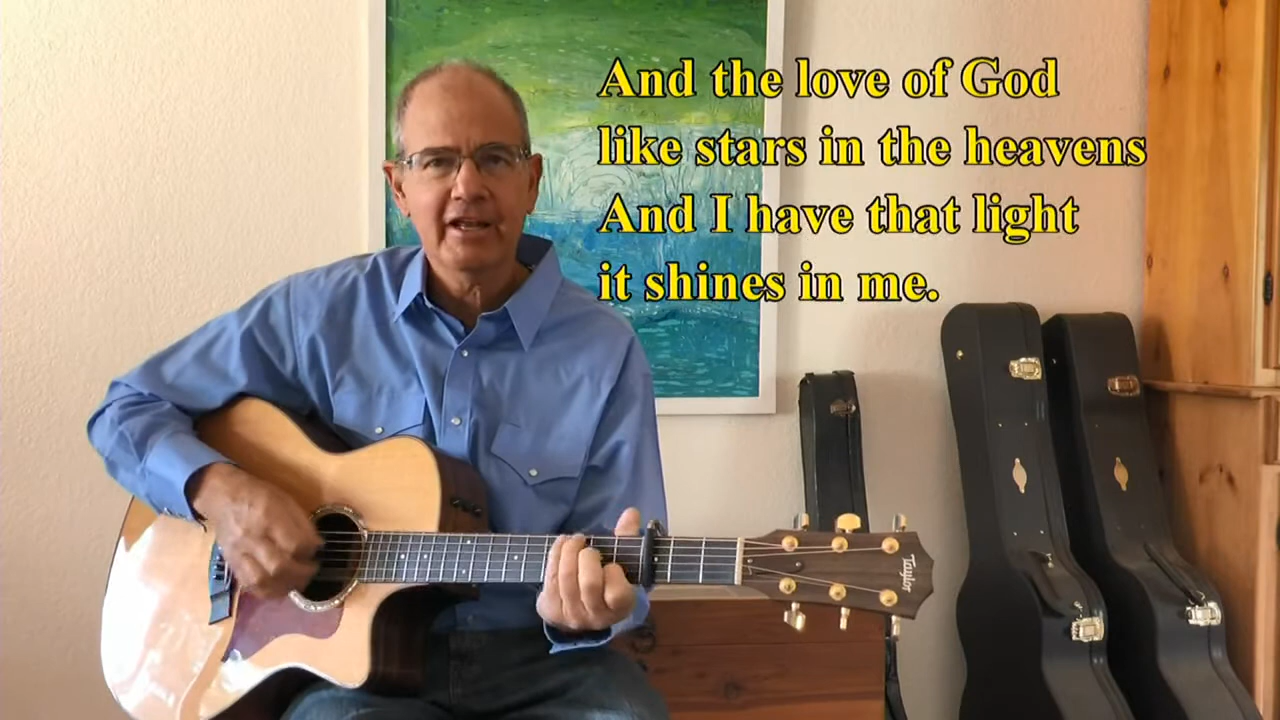 And the love of God
like stars in the heavens
And I have that light
it shines in me.
Taylor